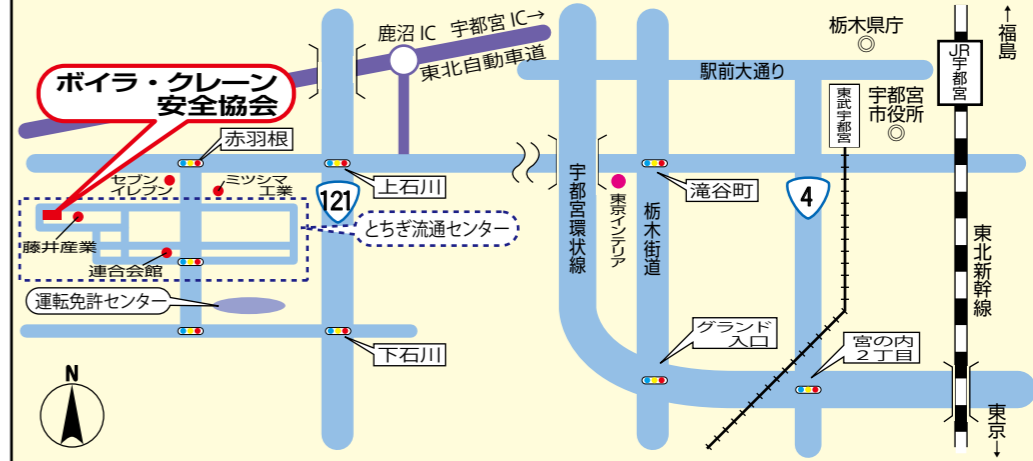 鹿沼 IC
宇都宮 IC→
東北自動車道
栃木県庁
←福島
JR宇都宮
駅前大通り
東武宇都宮
宇都宮
市役所
ボイラ・クレーン
安全協会
赤羽根
セブン
イレブン
ミツシマ
工業
上石川
121
宇都宮環状線
東京インテリア
栃木街道
滝谷町
4
とちぎ流通センター
藤井産業
連合会館
東北新幹線
運転免許センター
下石川
グランド
入口
宮の内
2丁目
N
東京→